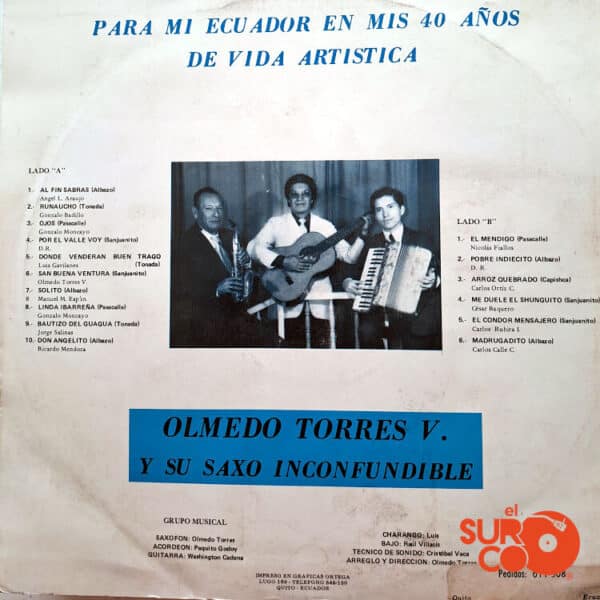 PARA MI ECUADOR EN MIS 40 AÑOS
DE VIDA ARTISTICA
LADO "A"
1.- AL FIN SABRAS (Albazo)
Angel L. Araujo
2.- RUNAUCHO (Tonada)
Gonzalo Badillo
3.- OJOS (Pasacalle)
Gonzalo Moncayo
4.- POR EL VALLE VOY (Sanjuanito)
D.R.
5.- DONDE VENDERAN BUEN TRAGO
Luis Gavilanes (Tonada)
6.- SAN BUENA VENTURA (Sanjuanito)
Olmedo Torres V.
7.- SOLITO (Albazo)
Manuel M. Espín
8.- LINDA IBARREÑA (Pasacalle)
Gonzalo Moncayo
9.- BAUTIZO DEL GUAGUA (Tonada)
Jorge Salinas
10.- DON ANGELITO (Albazo)
Ricardo Mendoza
LADO "B"
1.- EL MENDIGO (Pasacalle)
Nicolás Fiallos
2.- POBRE INDIECITO (Albazo)
D. R.
3.- ARROZ QUEBRADO (Capishca)
Carlos Ortíz C.
4.- ME DUELE EL SHUNGUITO (Sanjuanito)
César Baquero
5.- EL CONDOR MENSAJERO (Sanjuanito)
Carlos Rubira I.
6.- MADRUGADITO (Albazo)
Carlos Calle C.
OLMEDO TORRES V.
Y SU SAXO INCONFUNDIBLE
GRUPO MUSICAL
SAXOFON: Olmedo Torres
ACORDEON: Paquito Godoy
GUITARRA: Washington Cadena
CHARANGO: Luis
BAJO: Raúl Villacís
TECNICO DE SONIDO: Cristóbal Vaca
ARREGLO Y DIRECCION: Olmedo Torres
IMPRESO EN GRAFICAS ORTEGA
QUITO - ECUADOR
Pedidos:
el
SURCO